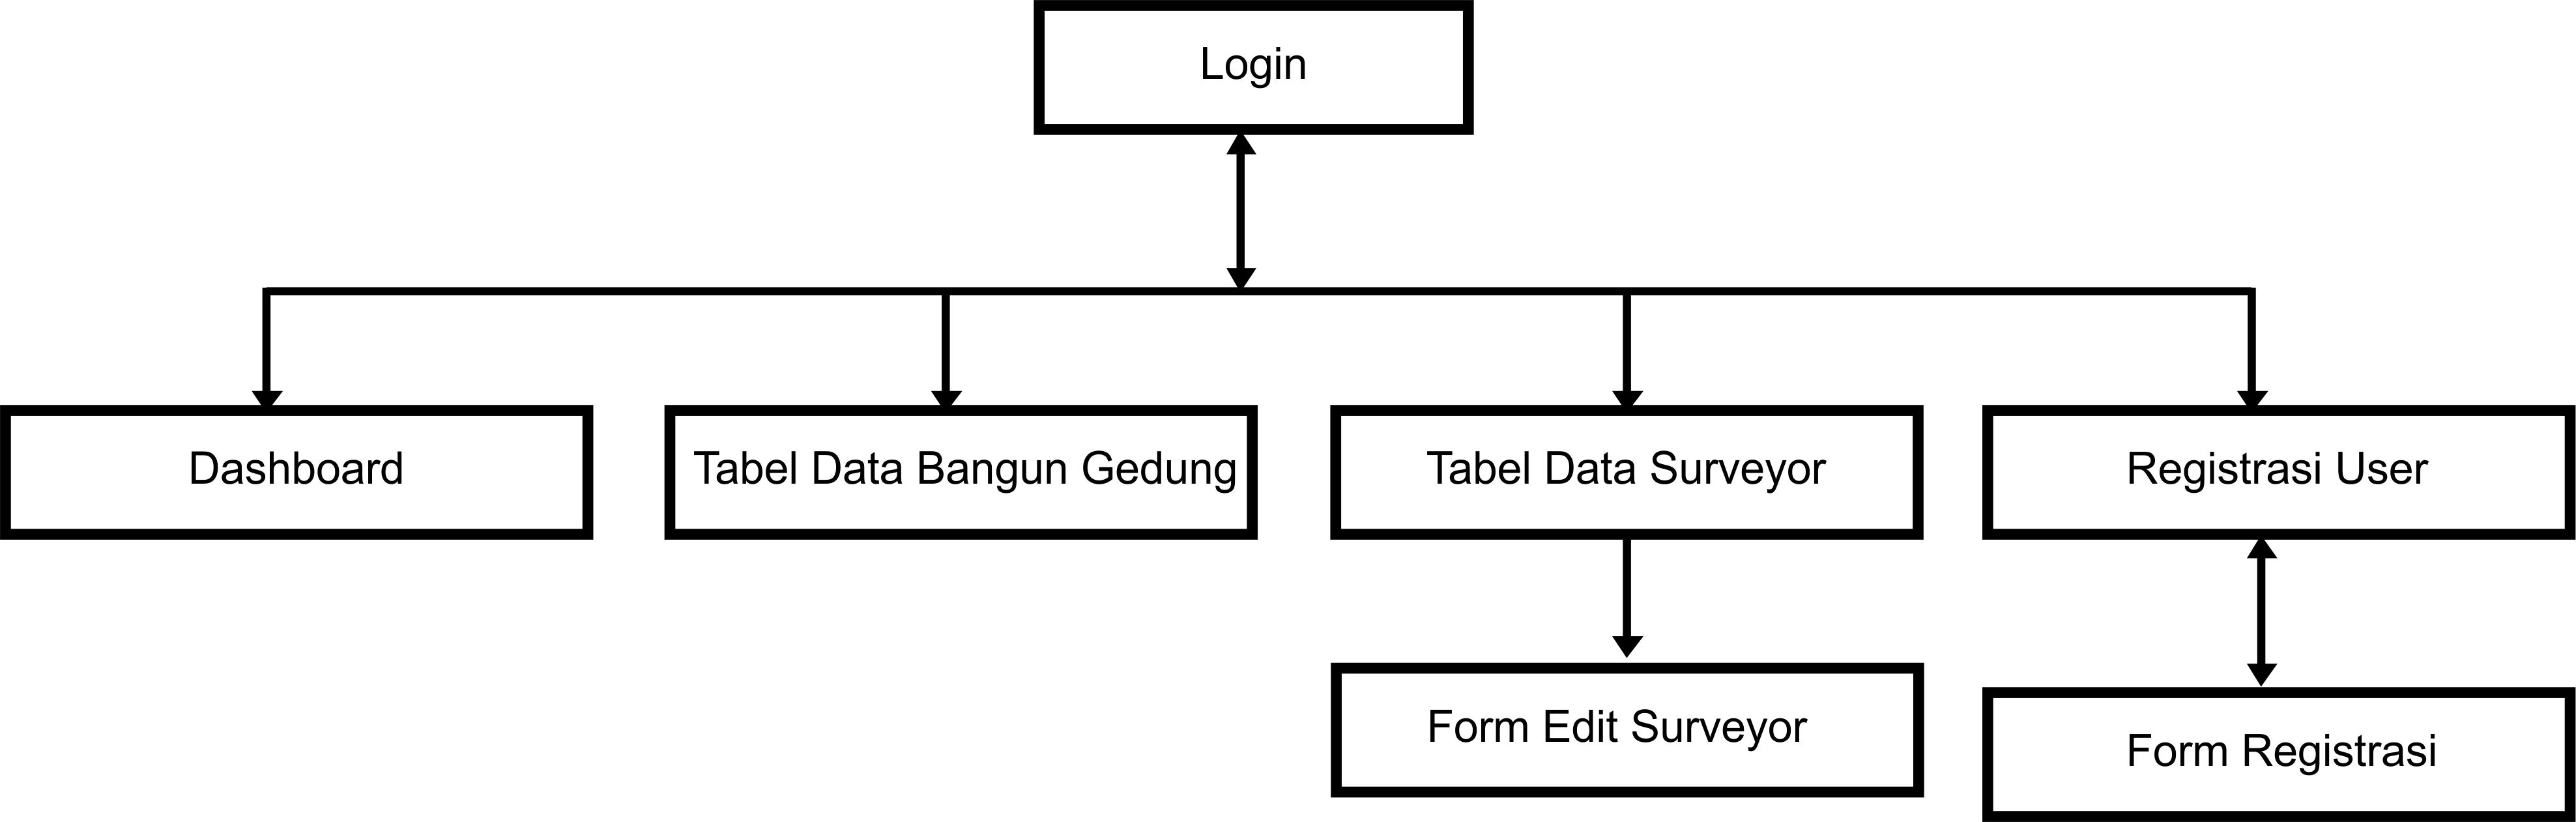 Login
Dashboard
Tabel Data Bangun Gedung
Tabel Data Surveyor
Registrasi User
Form Edit Surveyor
Form Registrasi